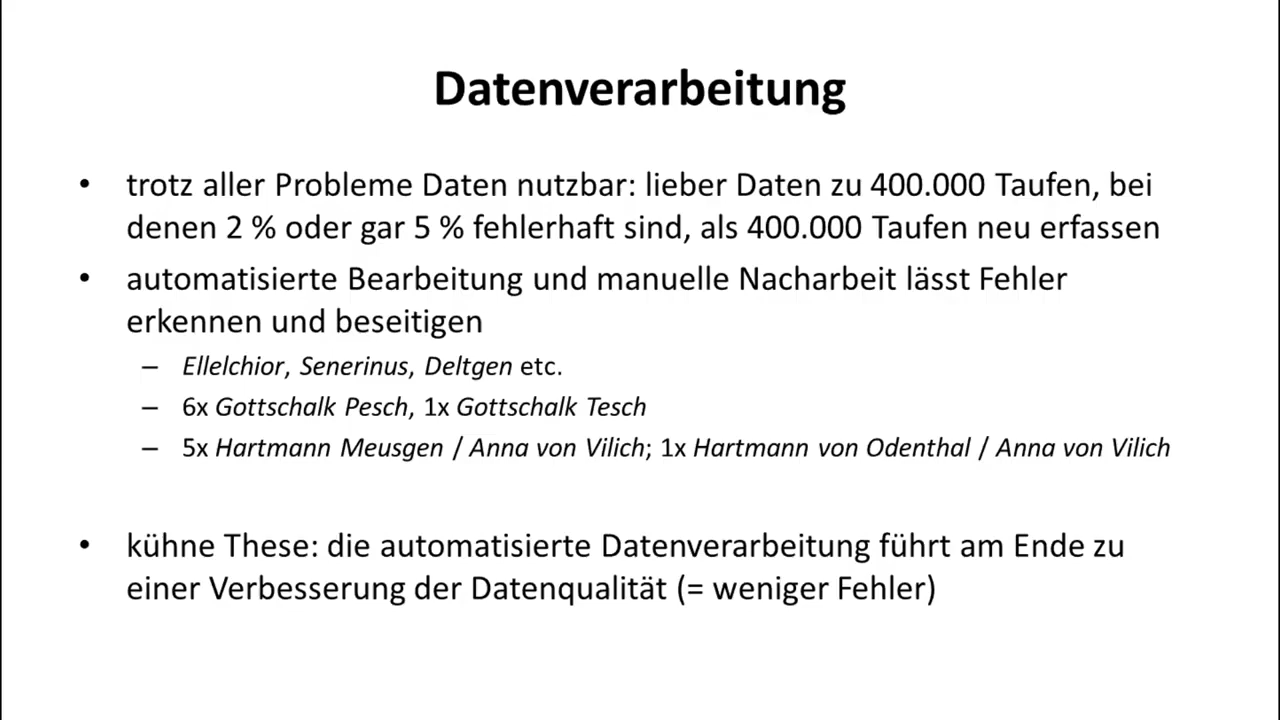 Datenverarbeitung
• trotz aller Probleme Daten nutzbar: lieber Daten zu 400.000 Taufen, bei
denen 2 % oder gar 5 % fehlerhaft sind, als 400.000 Taufen neu erfassen
• automatisierte Bearbeitung und manuelle Nacharbeit lässt Fehler
erkennen und beseitigen
– Ellelchior, Senerinus, Deltgen etc.
– 6x Gottschalk Pesch, 1x Gottschalk Tesch
– 5x Hartmann Meusgen / Anna von Vilich; 1x Hartmann von Odenthal / Anna von Vilich
• kühne These: die automatisierte Datenverarbeitung führt am Ende zu
einer Verbesserung der Datenqualität (= weniger Fehler)